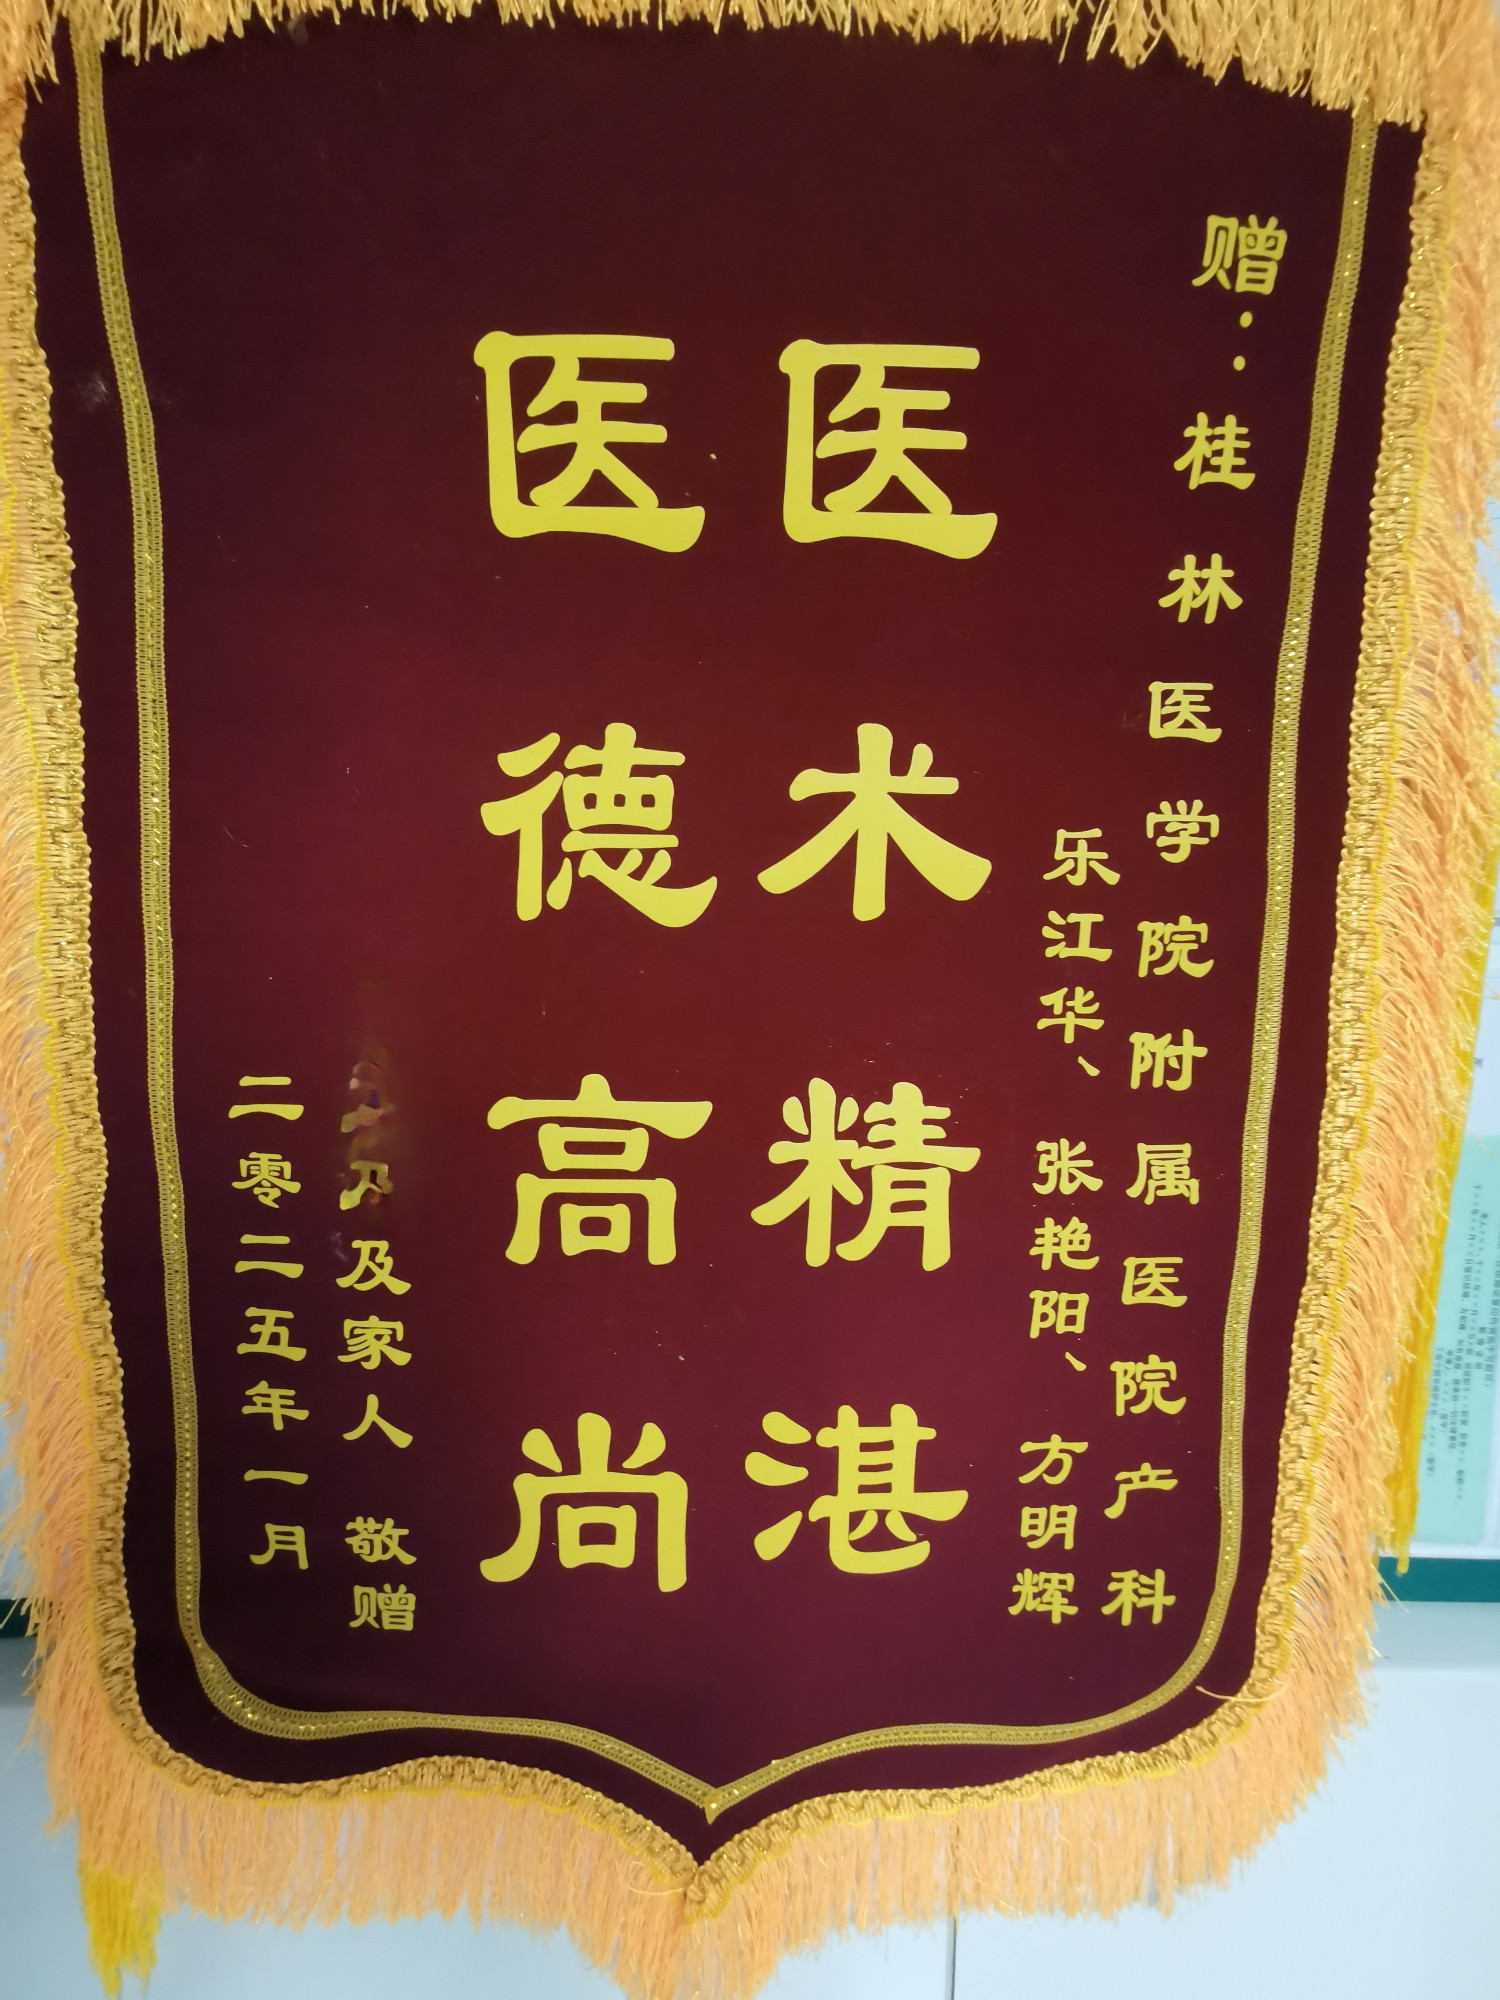 赠：桂林医学院附属医院产科
乐江华、张艳阳、方明辉
医术精湛
医德高尚
及家人 敬赠
二零二五年一月